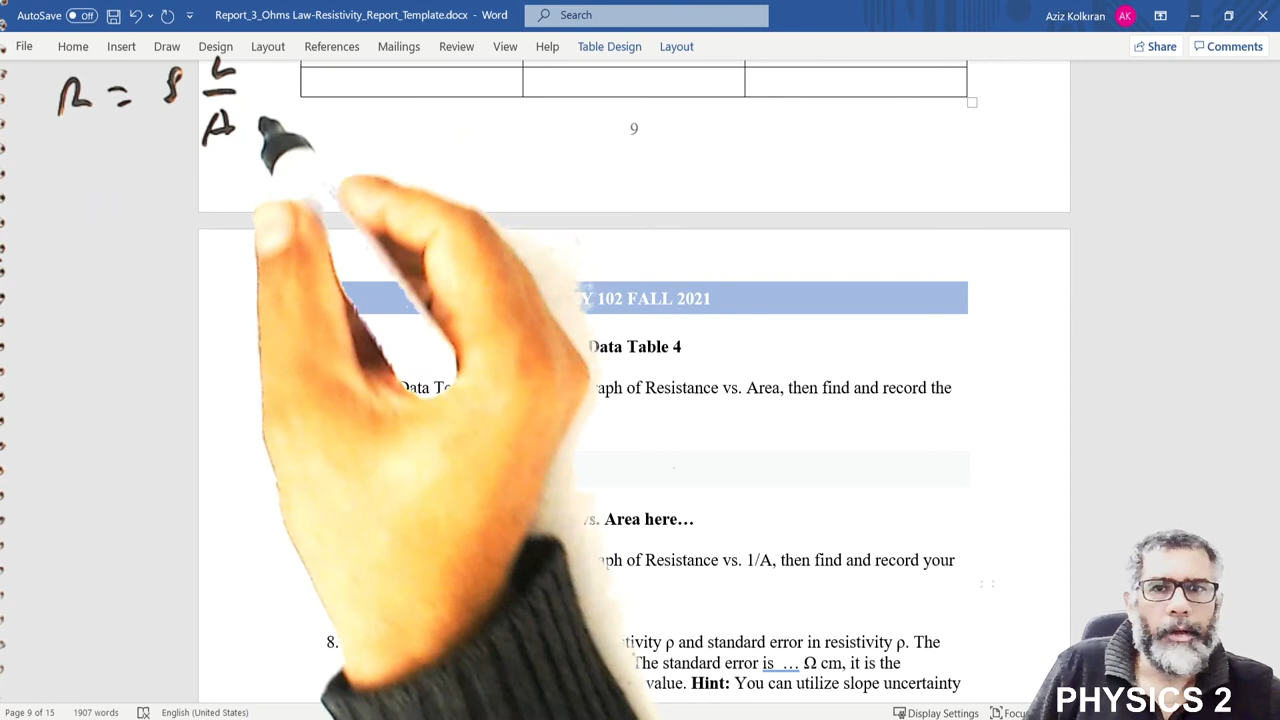 AutoSave Off Report_3_Ohms Law-Resistivity_Report_Template.docx - Word Search Aziz Kolkıran AK
File Home Insert Draw Design Layout References Mailings Review View Help Table Design Layout Share Comments
R = ρ L
A
9
Y 102 FALL 2021
Data Table 4
Data To raph of Resistance vs. Area, then find and record the
vs. Area here…
aph of Resistance vs. 1/A, then find and record your
8. tivity ρ and standard error in resistivity ρ. The
The standard error is … Ω cm, it is the
value. Hint: You can utilize slope uncertainty
PHYSICS 2
Page 9 of 15 1907 words English (United States) Display Settings Focu